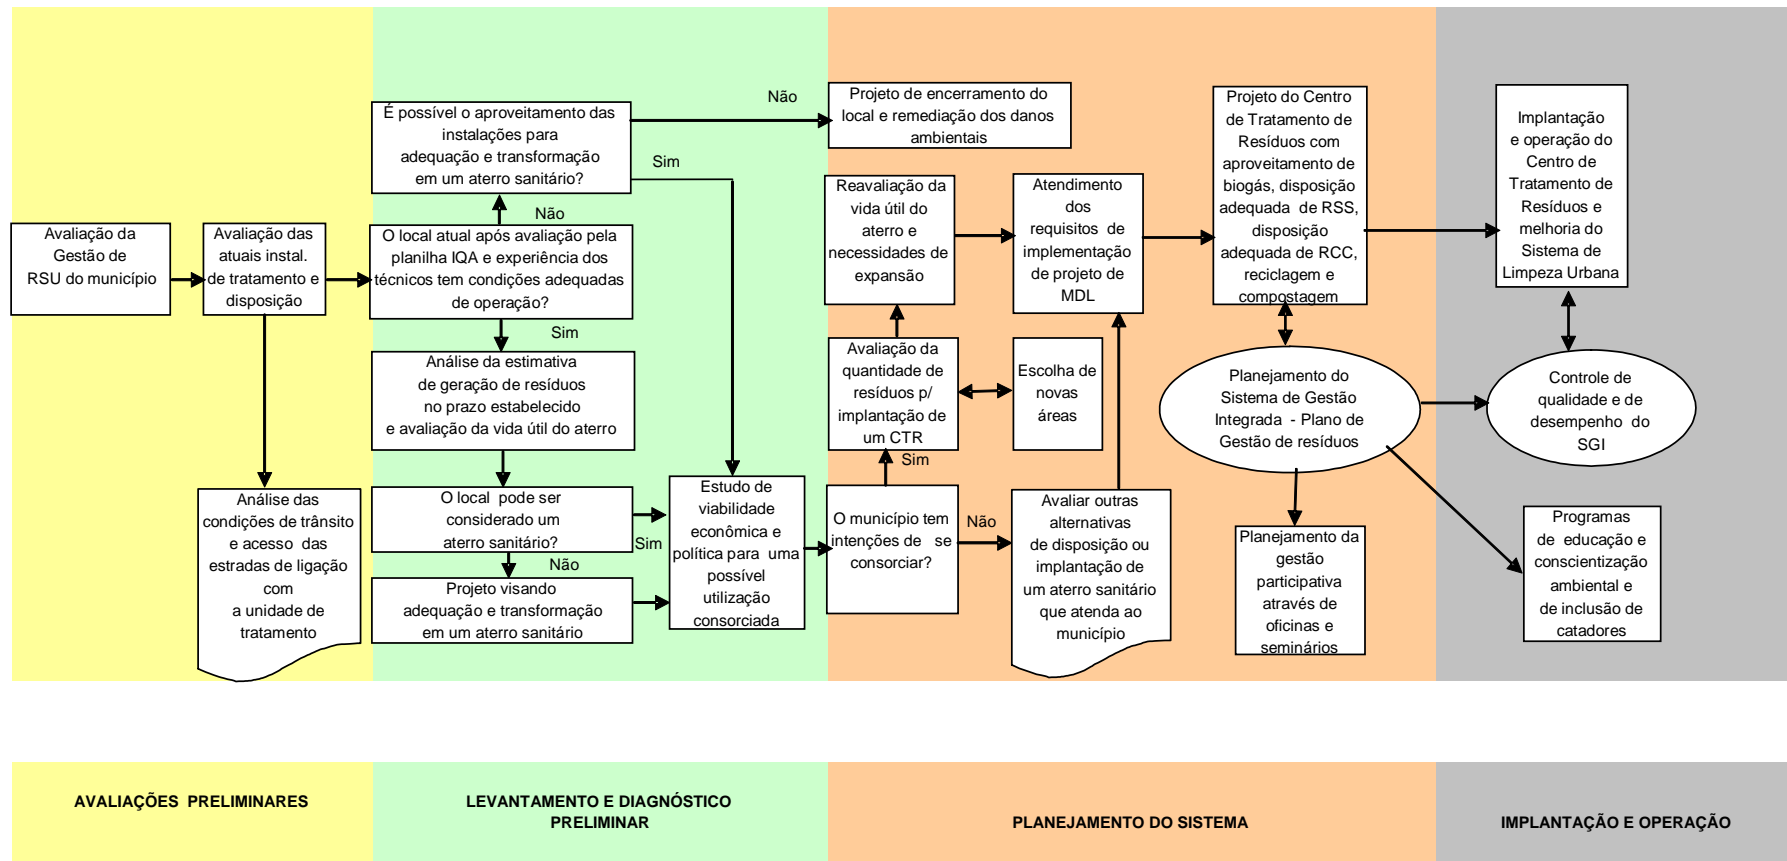 Avaliação da
Gestão de
RSU do município
Avaliação das
atuais instal.
de tratamento e
disposição
Análise das
condições de trânsito
e acesso das
estradas de ligação
com
a unidade de
tratamento
É possível o aproveitamento das
instalações para
adequação e transformação
em um aterro sanitário?
Não
Sim
Não
O local atual após avaliação pela
planilha IQA e experiência dos
técnicos tem condições adequadas
de operação?
Sim
Análise da estimativa
de geração de resíduos
no prazo estabelecido
e avaliação da vida útil do aterro
O local pode ser
considerado um
aterro sanitário?
Sim
Não
Projeto visando
adequação e transformação
em um aterro sanitário
Estudo de
viabilidade
econômica e
política para uma
possível
utilização
consorciada
Projeto de encerramento do
local e remediação dos danos
ambientais
Reavaliação da
vida útil do
aterro e
necessidades de
expansão
Atendimento
dos
requisitos de
implementação
de projeto de
MDL
Avaliação da
quantidade de
resíduos p/
implantação de
um CTR
Escolha de
novas
áreas
Sim
O município tem
intenções de se
consorciar?
Não
Avaliar outras
alternativas
de disposição ou
implantação de
um aterro sanitário
que atenda ao
município
Projeto do Centro
de Tratamento de
Resíduos com
aproveitamento de
biogás, disposição
adequada de RSS,
disposição
adequada de RCC,
reciclagem e
compostagem
Planejamento do
Sistema de Gestão
Integrada - Plano de
Gestão de resíduos
Planejamento da
gestão
participativa
através de
oficinas e
seminários
Implantação
e operação do
Centro de
Tratamento de
Resíduos e
melhoria do
Sistema de
Limpeza Urbana
Controle de
qualidade e de
desempenho do
SGI
Programas
de educação e
conscientização
ambiental e
de inclusão de
catadores
AVALIAÇÕES PRELIMINARES
LEVANTAMENTO E DIAGNÓSTICO
PRELIMINAR
PLANEJAMENTO DO SISTEMA
IMPLANTAÇÃO E OPERAÇÃO